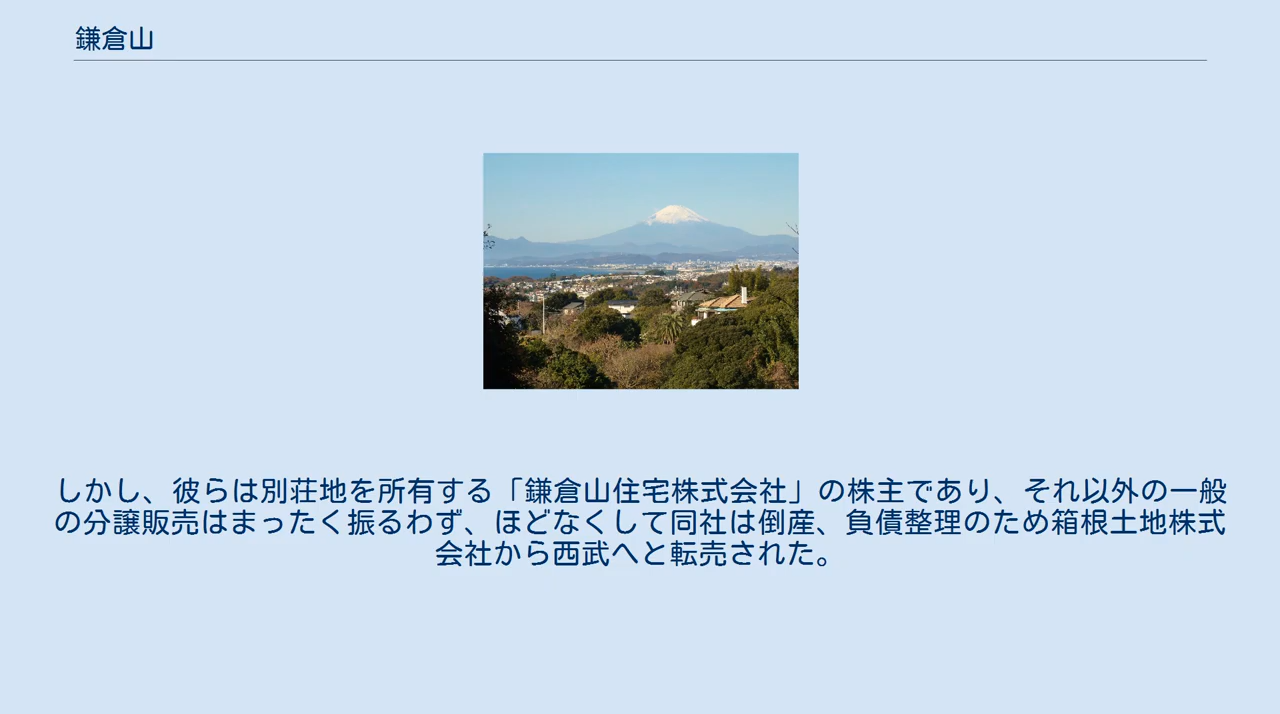 鎌倉山
しかし、彼らは別荘地を所有する「鎌倉山住宅株式会社」の株主であり、それ以外の一般
の分譲販売はまったく振るわず、ほどなくして同社は倒産、負債整理のため箱根土地株式
会社から西武へと転売された。